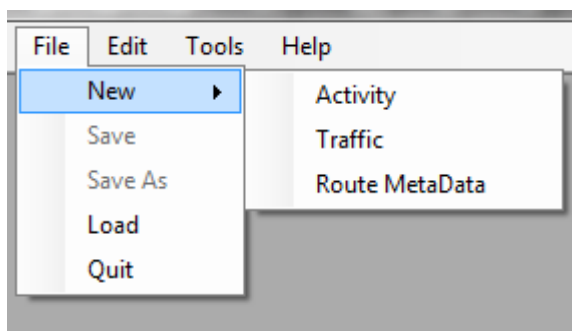 File Edit Tools Help
New Activity
Save Traffic
Save As Route MetaData
Load
Quit